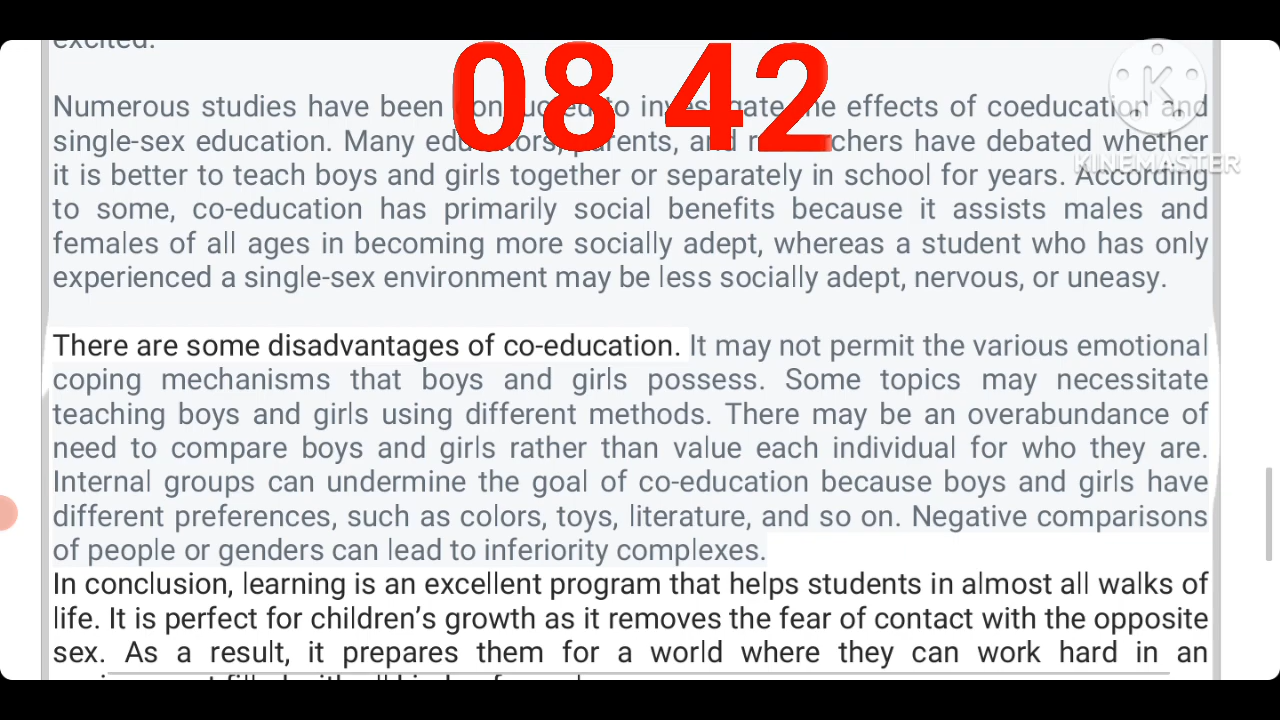 excited.
08 42
Numerous studies have been conducted to investigate the effects of coeducation and
KINEMASTER
single-sex education. Many educators, parents, and researchers have debated whether
it is better to teach boys and girls together or separately in school for years. According
to some, co-education has primarily social benefits because it assists males and
females of all ages in becoming more socially adept, whereas a student who has only
experienced a single-sex environment may be less socially adept, nervous, or uneasy.
There are some disadvantages of co-education. It may not permit the various emotional
coping mechanisms that boys and girls possess. Some topics may necessitate
teaching boys and girls using different methods. There may be an overabundance of
need to compare boys and girls rather than value each individual for who they are.
Internal groups can undermine the goal of co-education because boys and girls have
different preferences, such as colors, toys, literature, and so on. Negative comparisons
of people or genders can lead to inferiority complexes.
In conclusion, learning is an excellent program that helps students in almost all walks of
life. It is perfect for children's growth as it removes the fear of contact with the opposite
sex. As a result, it prepares them for a world where they can work hard in an